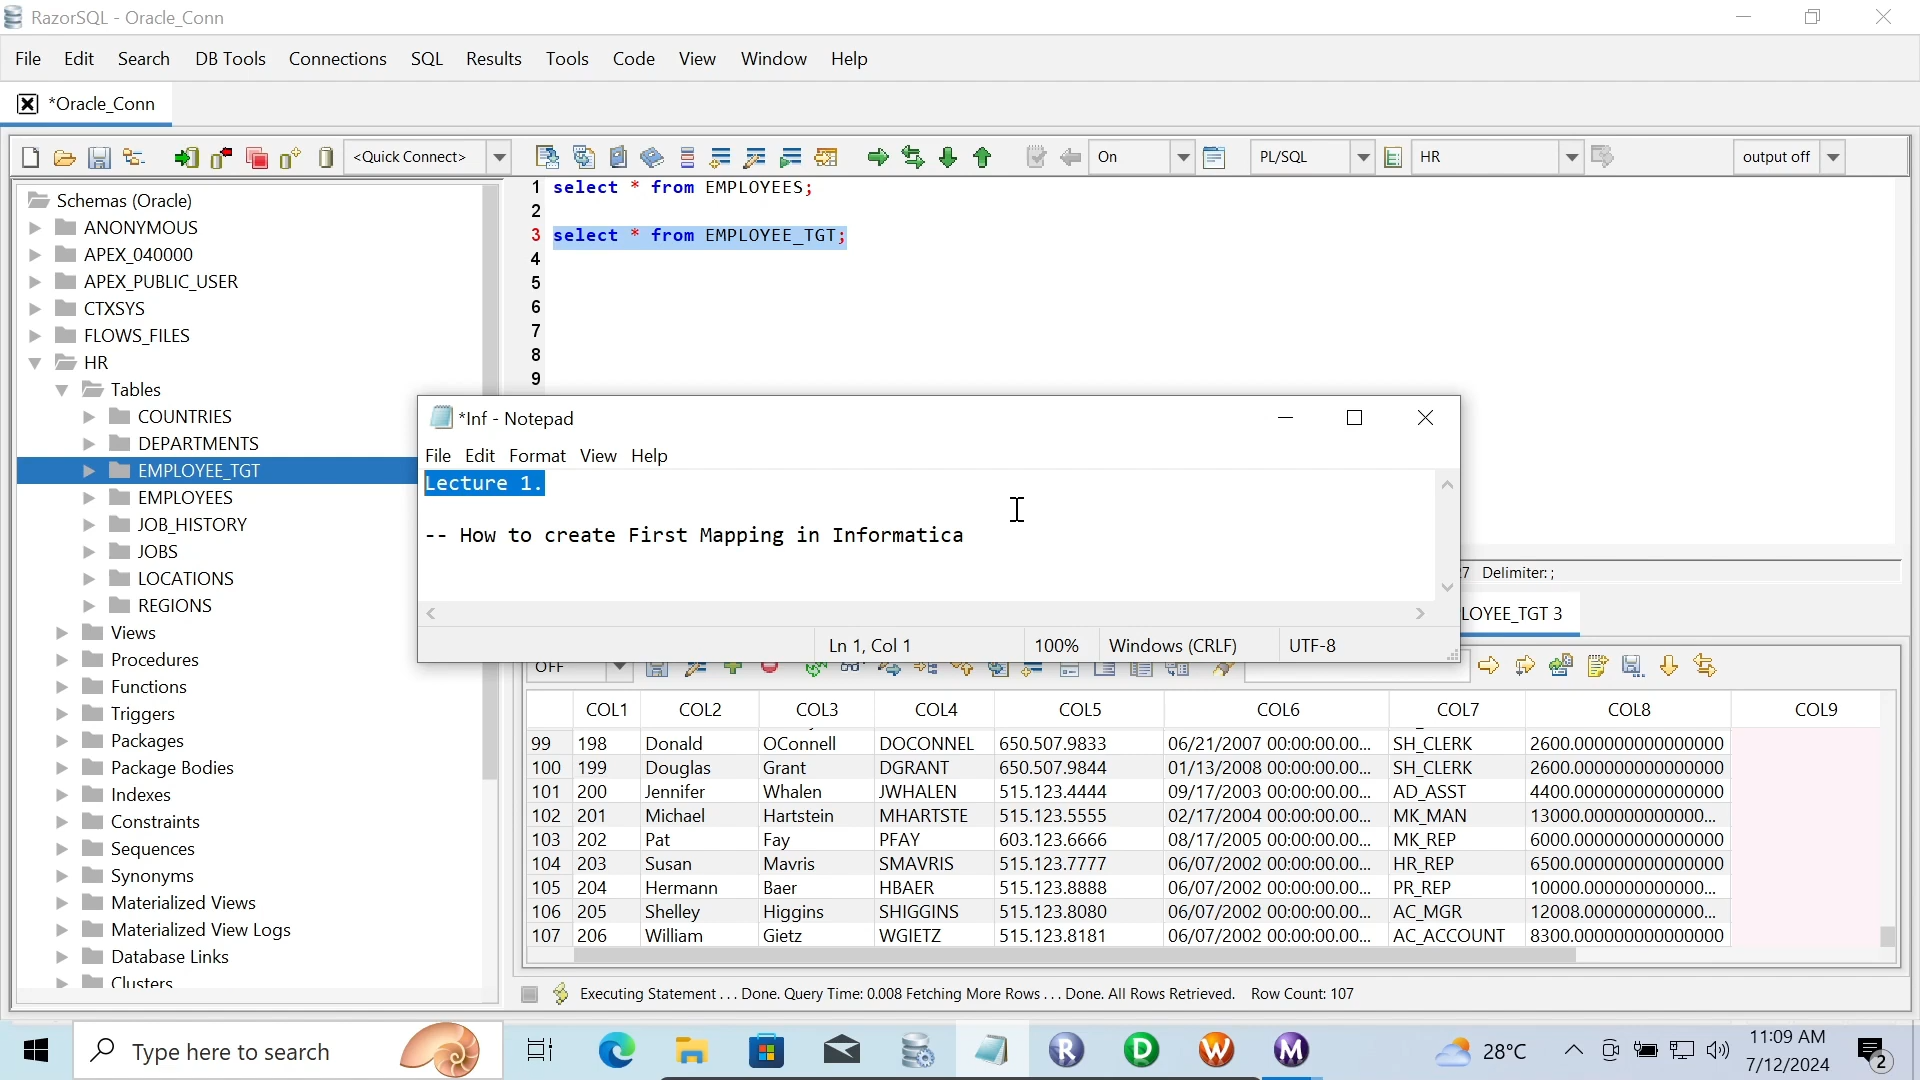 RazorSQL - Oracle_Conn
File Edit Search DB Tools Connections SQL Results Tools Code View Window Help
*Oracle_Conn
<Quick Connect> On PL/SQL HR output off
Schemas (Oracle)
ANONYMOUS
APEX_040000
APEX_PUBLIC_USER
CTXSYS
FLOWS_FILES
HR
Tables
COUNTRIES
DEPARTMENTS
EMPLOYEE_TGT
EMPLOYEES
JOB_HISTORY
JOBS
LOCATIONS
REGIONS
Views
Procedures
Functions
Triggers
Packages
Package Bodies
Indexes
Constraints
Sequences
Synonyms
Materialized Views
Materialized View Logs
Database Links
Clusters
1 select * from EMPLOYEES;
2
3 select * from EMPLOYEE_TGT;
4
5
6
7
8
9
*Inf - Notepad
File Edit Format View Help
Lecture 1.
-- How to create First Mapping in Informatica
Ln 1, Col 1 100% Windows (CRLF) UTF-8
27 Delimiter: ;
LOYEE_TGT 3
OFF
COL1 COL2 COL3 COL4 COL5 COL6 COL7 COL8 COL9
99 198 Donald OConnell DOCONNEL 650.507.9833 06/21/2007 00:00:00.00... SH_CLERK 2600.000000000000000
100 199 Douglas Grant DGRANT 650.507.9844 01/13/2008 00:00:00.00... SH_CLERK 2600.000000000000000
101 200 Jennifer Whalen JWHALEN 515.123.4444 09/17/2003 00:00:00.00... AD_ASST 4400.000000000000000
102 201 Michael Hartstein MHARTSTE 515.123.5555 02/17/2004 00:00:00.00... MK_MAN 13000.000000000000...
103 202 Pat Fay PFAY 603.123.6666 08/17/2005 00:00:00.00... MK_REP 6000.000000000000000
104 203 Susan Mavris SMAVRIS 515.123.7777 06/07/2002 00:00:00.00... HR_REP 6500.000000000000000
105 204 Hermann Baer HBAER 515.123.8888 06/07/2002 00:00:00.00... PR_REP 10000.000000000000...
106 205 Shelley Higgins SHIGGINS 515.123.8080 06/07/2002 00:00:00.00... AC_MGR 12008.000000000000...
107 206 William Gietz WGIETZ 515.123.8181 06/07/2002 00:00:00.00... AC_ACCOUNT 8300.000000000000000
Executing Statement . . . Done. Query Time: 0.008 Fetching More Rows . . . Done. All Rows Retrieved. Row Count: 107
Type here to search
R D W M
28°C
11:09 AM
7/12/2024
2